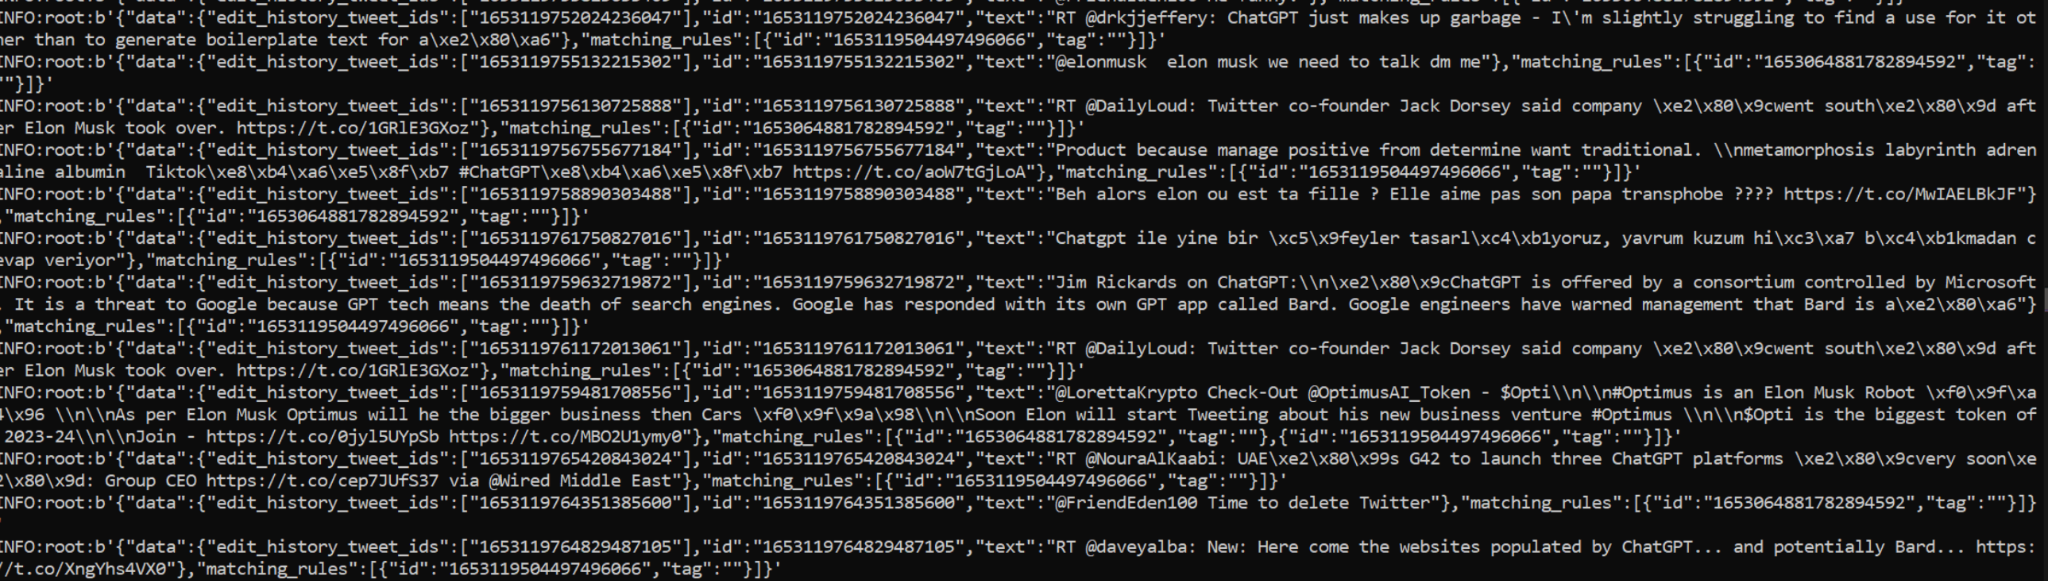 INFO:root:b'{"data":{"edit_history_tweet_ids":["1653119752024236047"],"id":"1653119752024236047","text":"RT @drkjjeffery: ChatGPT just makes up garbage - I\'m slightly struggling to find a use for it ot
her than to generate boilerplate text for a\xe2\x80\xa6"},"matching_rules":[{"id":"1653119504497496066","tag":""}]}'
INFO:root:b'{"data":{"edit_history_tweet_ids":["1653119755132215302"],"id":"1653119755132215302","text":"@elonmusk  elon musk we need to talk dm me"},"matching_rules":[{"id":"1653064881782894592","tag":
""}]}'
INFO:root:b'{"data":{"edit_history_tweet_ids":["1653119756130725888"],"id":"1653119756130725888","text":"RT @DailyLoud: Twitter co-founder Jack Dorsey said company \xe2\x80\x9cwent south\xe2\x80\x9d aft
er Elon Musk took over. https://t.co/1GRlE3GXoz"},"matching_rules":[{"id":"1653064881782894592","tag":""}]}'
INFO:root:b'{"data":{"edit_history_tweet_ids":["1653119756755677184"],"id":"1653119756755677184","text":"Product because manage positive from determine want traditional. \\nmetamorphosis labyrinth adren
aline albumin  Tiktok\xe8\xb4\xa6\xe5\x8f\xb7 #ChatGPT\xe8\xb4\xa6\xe5\x8f\xb7 https://t.co/aoW7tGjLoA"},"matching_rules":[{"id":"1653119504497496066","tag":""}]}'
INFO:root:b'{"data":{"edit_history_tweet_ids":["1653119758890303488"],"id":"1653119758890303488","text":"Beh alors elon ou est ta fille ? Elle aime pas son papa transphobe ???? https://t.co/MwIAELBkJF"}
,"matching_rules":[{"id":"1653064881782894592","tag":""}]}'
INFO:root:b'{"data":{"edit_history_tweet_ids":["1653119761750827016"],"id":"1653119761750827016","text":"Chatgpt ile yine bir \xc5\x9feyler tasarl\xc4\xb1yoruz, yavrum kuzum hi\xc3\xa7 b\xc4\xb1kmadan c
evap veriyor"},"matching_rules":[{"id":"1653119504497496066","tag":""}]}'
INFO:root:b'{"data":{"edit_history_tweet_ids":["1653119759632719872"],"id":"1653119759632719872","text":"Jim Rickards on ChatGPT:\\n\xe2\x80\x9cChatGPT is offered by a consortium controlled by Microsoft
. It is a threat to Google because GPT tech means the death of search engines. Google has responded with its own GPT app called Bard. Google engineers have warned management that Bard is a\xe2\x80\xa6"}
,"matching_rules":[{"id":"1653119504497496066","tag":""}]}'
INFO:root:b'{"data":{"edit_history_tweet_ids":["1653119761172013061"],"id":"1653119761172013061","text":"RT @DailyLoud: Twitter co-founder Jack Dorsey said company \xe2\x80\x9cwent south\xe2\x80\x9d aft
er Elon Musk took over. https://t.co/1GRlE3GXoz"},"matching_rules":[{"id":"1653064881782894592","tag":""}]}'
INFO:root:b'{"data":{"edit_history_tweet_ids":["1653119759481708556"],"id":"1653119759481708556","text":"@LorettaKrypto Check-Out @OptimusAI_Token - $Opti\\n\\n#Optimus is an Elon Musk Robot \xf0\x9f\xa
4\x96 \\n\\nAs per Elon Musk Optimus will he the bigger business then Cars \xf0\x9f\x9a\x98\\n\\nSoon Elon will start Tweeting about his new business venture #Optimus \\n\\n$Opti is the biggest token of
2023-24\\n\\nJoin - https://t.co/0jyl5UYpSb https://t.co/MBO2U1ymy0"},"matching_rules":[{"id":"1653064881782894592","tag":""},{"id":"1653119504497496066","tag":""}]}'
INFO:root:b'{"data":{"edit_history_tweet_ids":["1653119765420843024"],"id":"1653119765420843024","text":"RT @NouraAlKaabi: UAE\xe2\x80\x99s G42 to launch three ChatGPT platforms \xe2\x80\x9cvery soon\xe
2\x80\x9d: Group CEO https://t.co/cep7JUfS37 via @Wired Middle East"},"matching_rules":[{"id":"1653119504497496066","tag":""}]}'
INFO:root:b'{"data":{"edit_history_tweet_ids":["1653119764351385600"],"id":"1653119764351385600","text":"@FriendEden100 Time to delete Twitter"},"matching_rules":[{"id":"1653064881782894592","tag":""}]}
'
INFO:root:b'{"data":{"edit_history_tweet_ids":["1653119764829487105"],"id":"1653119764829487105","text":"RT @daveyalba: New: Here come the websites populated by ChatGPT... and potentially Bard... https:
//t.co/XngYhs4VX0"},"matching_rules":[{"id":"1653119504497496066","tag":""}]}'